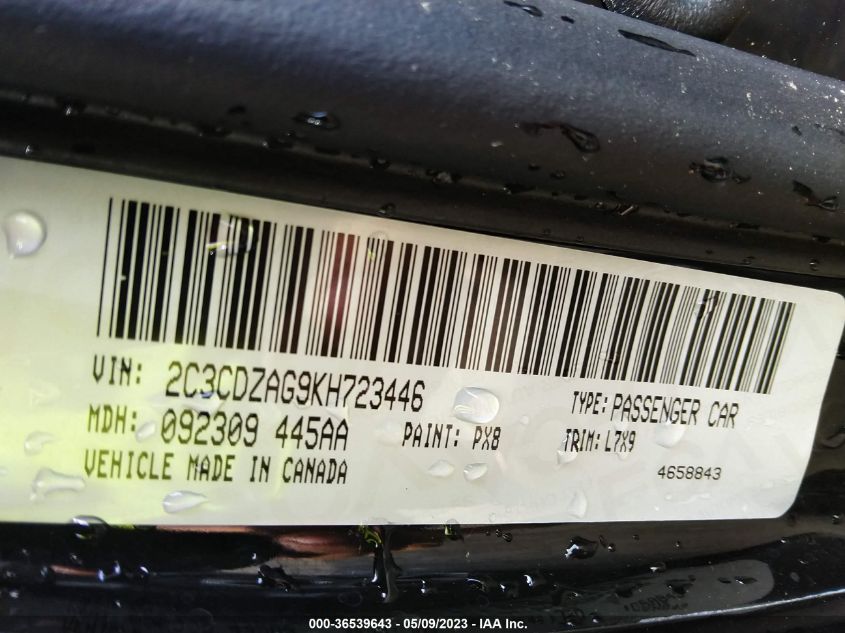 VIN: 2C3CDZAG9KH723446 TYPE: PASSENGER CAR
MDH: 092309 445AA PAINT: PX8 TRIM: L7X9
VEHICLE MADE IN CANADA 4658843
000-36539643 - 05/09/2023 - IAA Inc.